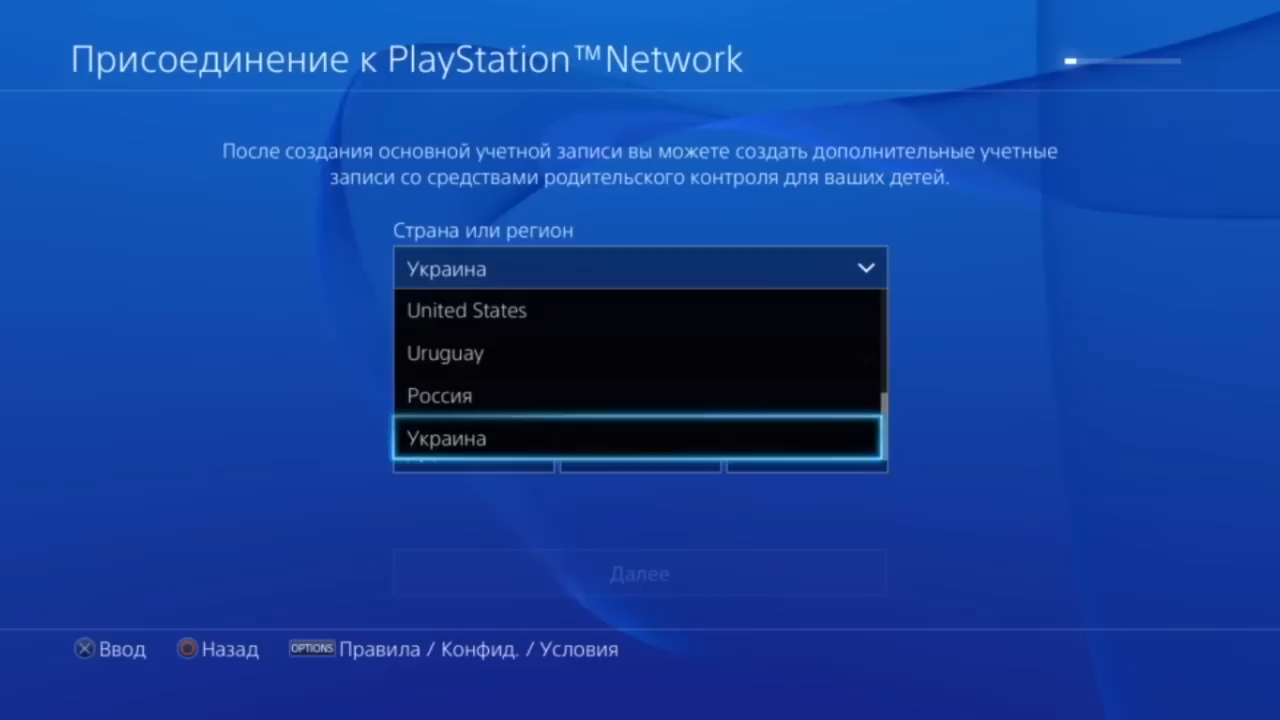 Присоединение к PlayStation™Network
После создания основной учетной записи вы можете создать дополнительные учетные
записи со средствами родительского контроля для ваших детей.
Страна или регион
Украина
United States
Uruguay
Россия
Украина
Далее
Ввод Назад OPTIONS Правила / Конфид. / Условия